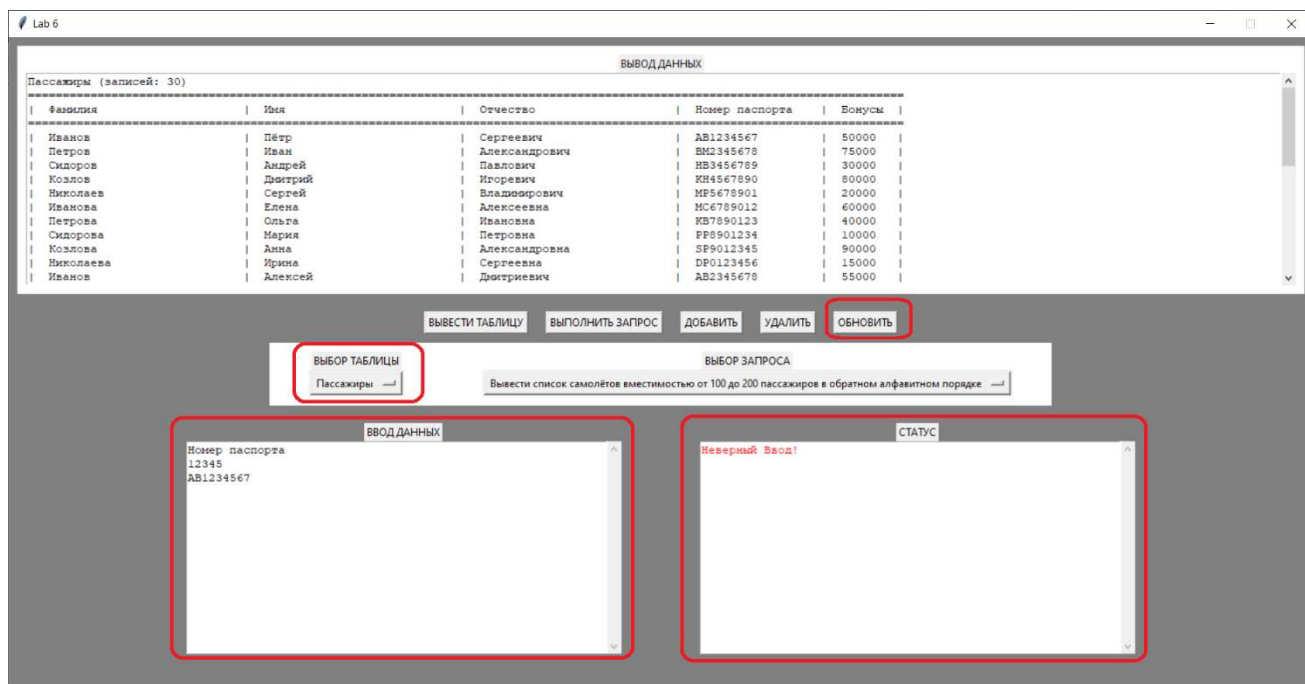 Lab 6
ВЫВОД ДАННЫХ
Пассажиры (записей: 30)
| Фамилия | Имя | Отчество | Номер паспорта | Бонусы |
| Иванов | Пётр | Сергеевич | AB1234567 | 50000 |
| Петров | Иван | Александрович | BM2345678 | 75000 |
| Сидоров | Андрей | Павлович | HB3456789 | 30000 |
| Козлов | Дмитрий | Игоревич | KH4567890 | 80000 |
| Николаев | Сергей | Владимирович | MP5678901 | 20000 |
| Иванова | Елена | Алексеевна | MC6789012 | 60000 |
| Петрова | Ольга | Ивановна | KB7890123 | 40000 |
| Сидорова | Мария | Петровна | PP8901234 | 10000 |
| Козлова | Анна | Александровна | SP9012345 | 90000 |
| Николаева | Ирина | Сергеевна | DP0123456 | 15000 |
| Иванов | Алексей | Дмитриевич | AB2345678 | 55000 |
ВЫВЕСТИ ТАБЛИЦУ ВЫПОЛНИТЬ ЗАПРОС ДОБАВИТЬ УДАЛИТЬ ОБНОВИТЬ
ВЫБОР ТАБЛИЦЫ ВЫБОР ЗАПРОСА
Пассажиры Вывести список самолётов вместимостью от 100 до 200 пассажиров в обратном алфавитном порядке
ВВОД ДАННЫХ
Номер паспорта
12345
AB1234567
СТАТУС
Неверный Ввод!